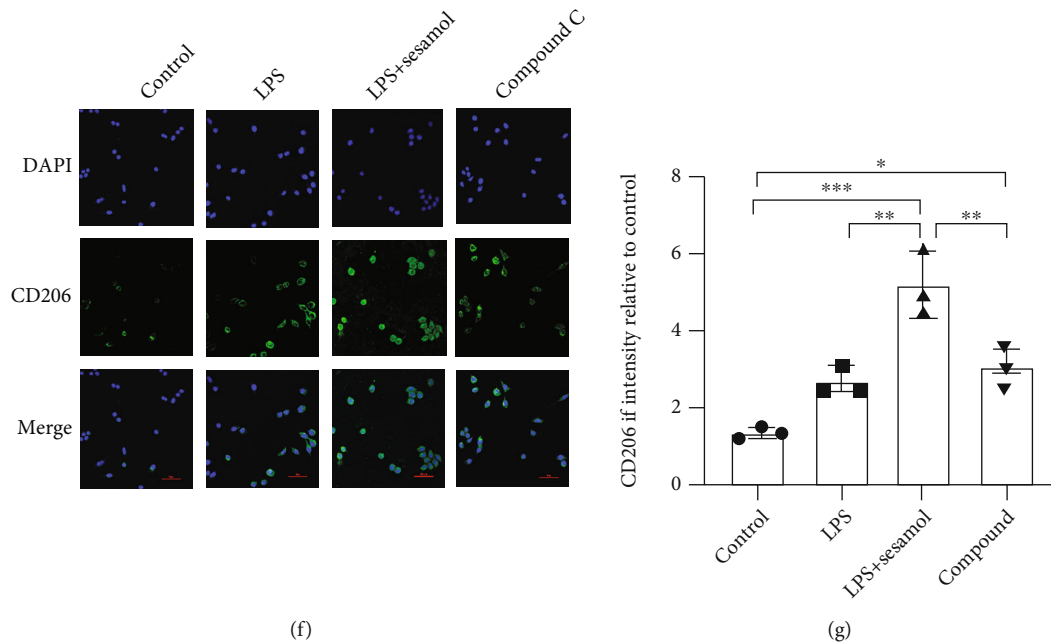 Control
LPS
LPS+sesamol
Compound C
DAPI
CD206
Merge
(f)
CD206 if intensity relative to control
8
6
4
2
0
*
***
**
**
Control
LPS
LPS+sesamol
Compound
(g)